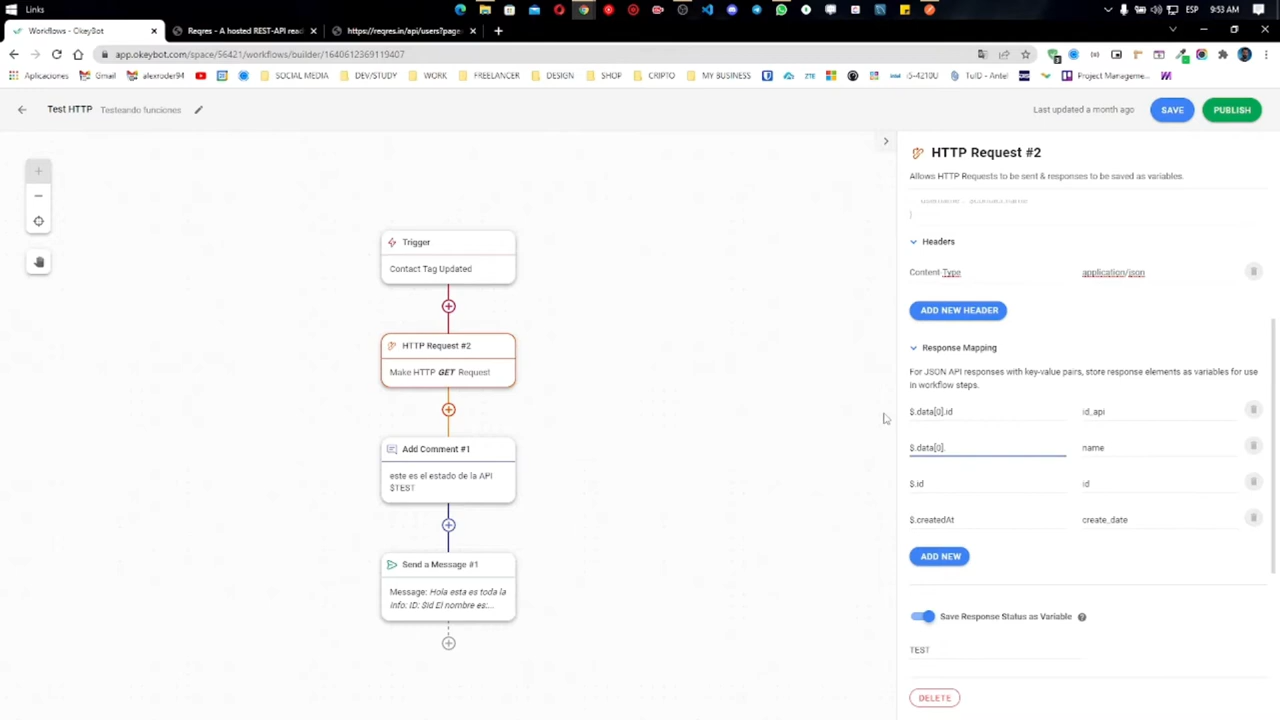 ESP 9:53 AM
Workflows - OkeyBot
Reqres - A hosted REST-API read
https://reqres.in/api/users?page
app.okeybot.com/space/56421/workflows/builder/1640612369119407
Aplicaciones Gmail alexroder94 SOCIAL MEDIA DEV/STUDY WORK FREELANCER DESIGN SHOP CRIPTO MY BUSINESS i5-4210U TuID - Antel Project Manageme...
Test HTTP Testeando funciones
Last updated a month ago SAVE PUBLISH
HTTP Request #2
Allows HTTP Requests to be sent & responses to be saved as variables.
Headers
Content Type application/json
ADD NEW HEADER
Response Mapping
For JSON API responses with key-value pairs, store response elements as variables for use
in workflow steps.
$.data[0].id id_api
$.data[0]. name
$.id id
$.createdAt create_date
ADD NEW
Save Response Status as Variable ?
TEST
DELETE
Trigger
Contact Tag Updated
HTTP Request #2
Make HTTP GET Request
Add Comment #1
este es el estado de la API
$TEST
Send a Message #1
Message: Hola esta es toda la
info: ID: $id El nombre es:...